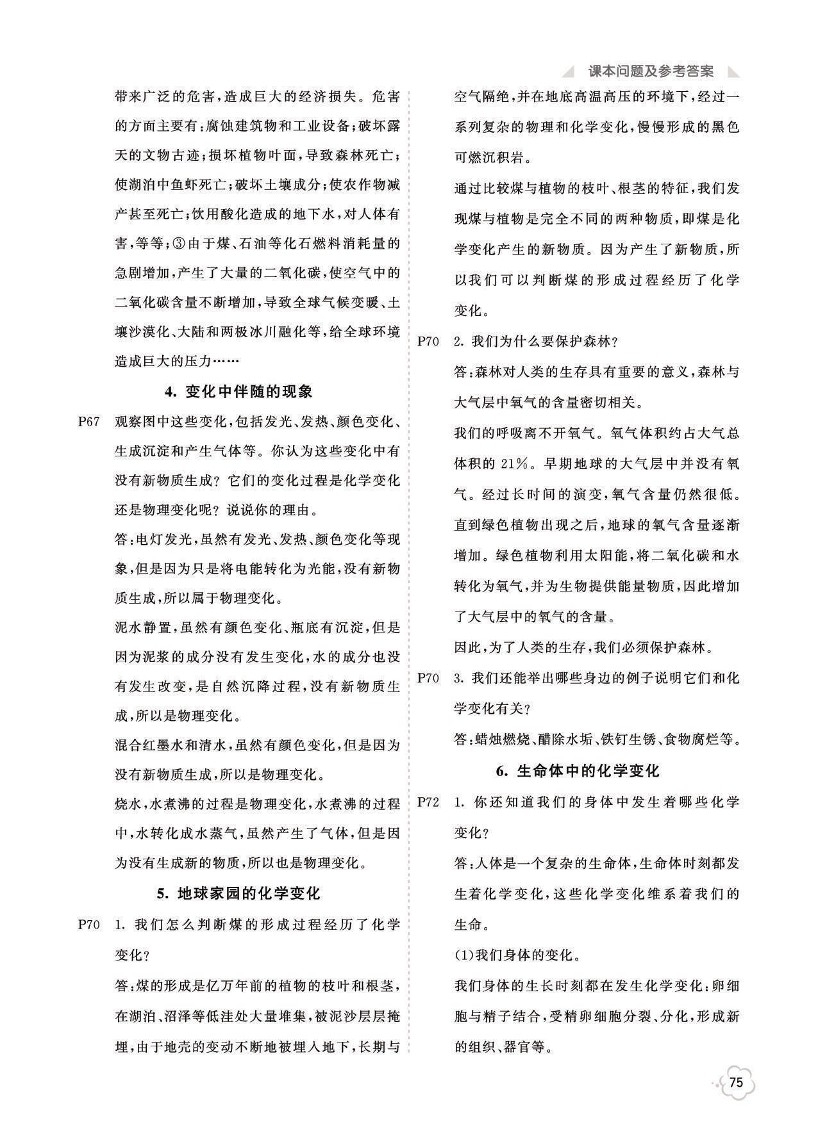 课本问题及参考答案
带来广泛的危害,造成巨大的经济损失。危害
的方面主要有:腐蚀建筑物和工业设备;破坏露
天的文物古迹;损坏植物叶面,导致森林死亡;
使湖泊中鱼虾死亡;破坏土壤成分;使农作物减
产甚至死亡;饮用酸化造成的地下水,对人体有
害,等等;③由于煤、石油等化石燃料消耗量的
急剧增加,产生了大量的二氧化碳,使空气中的
二氧化碳含量不断增加,导致全球气候变暖、土
壤沙漠化、大陆和两极冰川融化等,给全球环境
造成巨大的压力……
4. 变化中伴随的现象
P67 观察图中这些变化,包括发光、发热、颜色变化、
生成沉淀和产生气体等。你认为这些变化中有
没有新物质生成? 它们的变化过程是化学变化
还是物理变化呢? 说说你的理由。
答:电灯发光,虽然有发光、发热、颜色变化等现
象,但是因为只是将电能转化为光能,没有新物
质生成,所以属于物理变化。
泥水静置,虽然有颜色变化、瓶底有沉淀,但是
因为泥浆的成分没有发生变化,水的成分也没
有发生改变,是自然沉降过程,没有新物质生
成,所以是物理变化。
混合红墨水和清水,虽然有颜色变化,但是因为
没有新物质生成,所以是物理变化。
烧水,水煮沸的过程是物理变化,水煮沸的过程
中,水转化成水蒸气,虽然产生了气体,但是因
为没有生成新的物质,所以也是物理变化。
5. 地球家园的化学变化
P70 1. 我们怎么判断煤的形成过程经历了化学
变化?
答:煤的形成是亿万年前的植物的枝叶和根茎,
在湖泊、沼泽等低洼处大量堆集,被泥沙层层掩
埋,由于地壳的变动不断地被埋入地下,长期与
空气隔绝,并在地底高温高压的环境下,经过一
系列复杂的物理和化学变化,慢慢形成的黑色
可燃沉积岩。
通过比较煤与植物的枝叶、根茎的特征,我们发
现煤与植物是完全不同的两种物质,即煤是化
学变化产生的新物质。因为产生了新物质,所
以我们可以判断煤的形成过程经历了化学
变化。
P70 2. 我们为什么要保护森林?
答:森林对人类的生存具有重要的意义,森林与
大气层中氧气的含量密切相关。
我们的呼吸离不开氧气。氧气体积约占大气总
体积的 21%。早期地球的大气层中并没有氧
气。经过长时间的演变,氧气含量仍然很低。
直到绿色植物出现之后,地球的氧气含量逐渐
增加。绿色植物利用太阳能,将二氧化碳和水
转化为氧气,并为生物提供能量物质,因此增加
了大气层中的氧气的含量。
因此,为了人类的生存,我们必须保护森林。
P70 3. 我们还能举出哪些身边的例子说明它们和化
学变化有关?
答:蜡烛燃烧、醋除水垢、铁钉生锈、食物腐烂等。
6. 生命体中的化学变化
P72 1. 你还知道我们的身体中发生着哪些化学
变化?
答:人体是一个复杂的生命体,生命体时刻都发
生着化学变化,这些化学变化维系着我们的
生命。
(1)我们身体的变化。
我们身体的生长时刻都在发生化学变化:卵细
胞与精子结合,受精卵细胞分裂、分化,形成新
的组织、器官等。
75